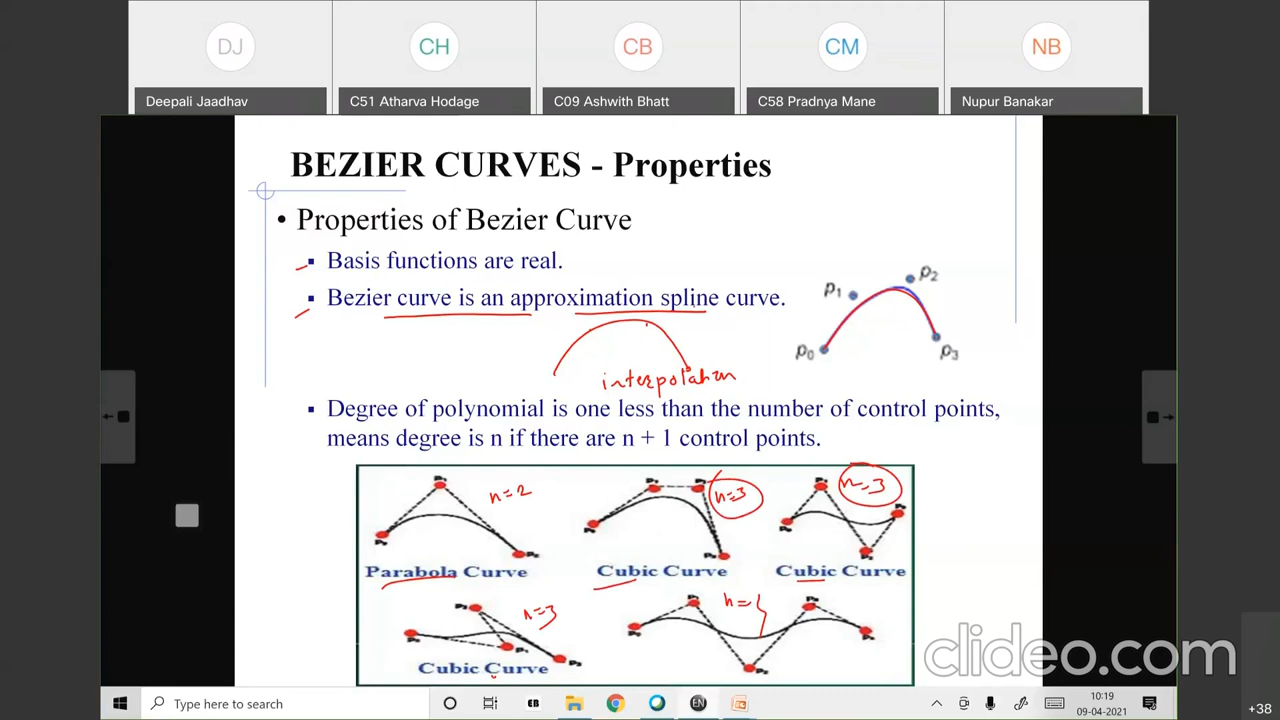 DJ
CH
CB
CM
NB
Deepali Jaadhav
C51 Atharva Hodage
C09 Ashwith Bhatt
C58 Pradnya Mane
Nupur Banakar
BEZIER CURVES - Properties
• Properties of Bezier Curve
▪ Basis functions are real.
▪ Bezier curve is an approximation spline curve.
p1
p2
p0
p3
interpolation
▪ Degree of polynomial is one less than the number of control points,
means degree is n if there are n + 1 control points.
n=2
n=3
n=3
Parabola Curve
Cubic Curve
Cubic Curve
n=3
n=
Cubic Curve
clideo.com
Type here to search
EB
EN
10:19
09-04-2021
+38